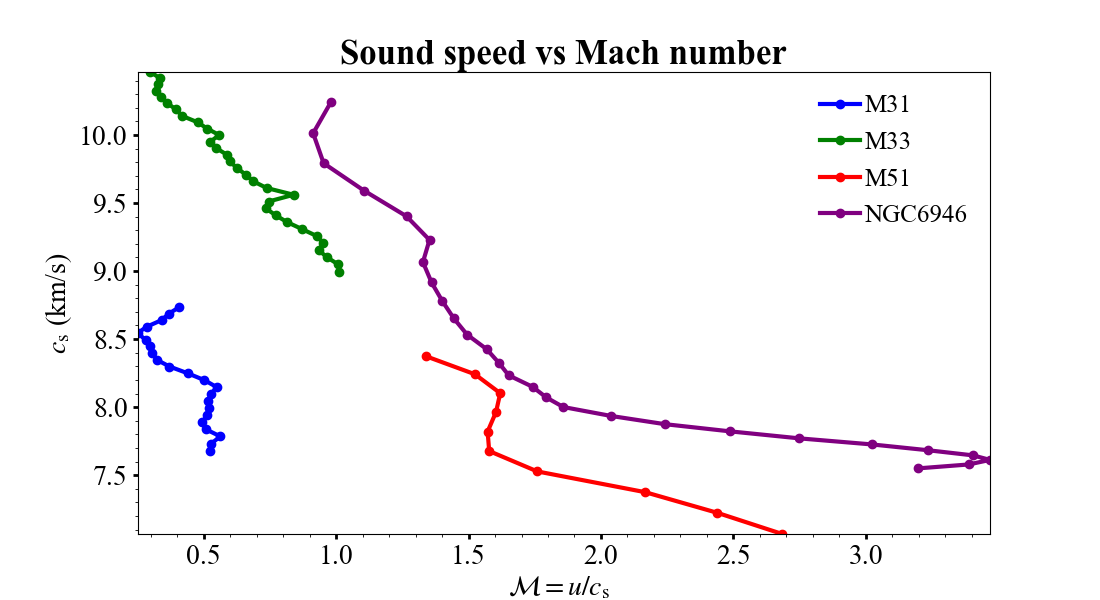 Sound speed vs Mach number
M31
M33
M51
NGC6946
10.0
9.5
9.0
8.5
8.0
7.5
c_s (km/s)
0.5 1.0 1.5 2.0 2.5 3.0
ℳ = u/c_s